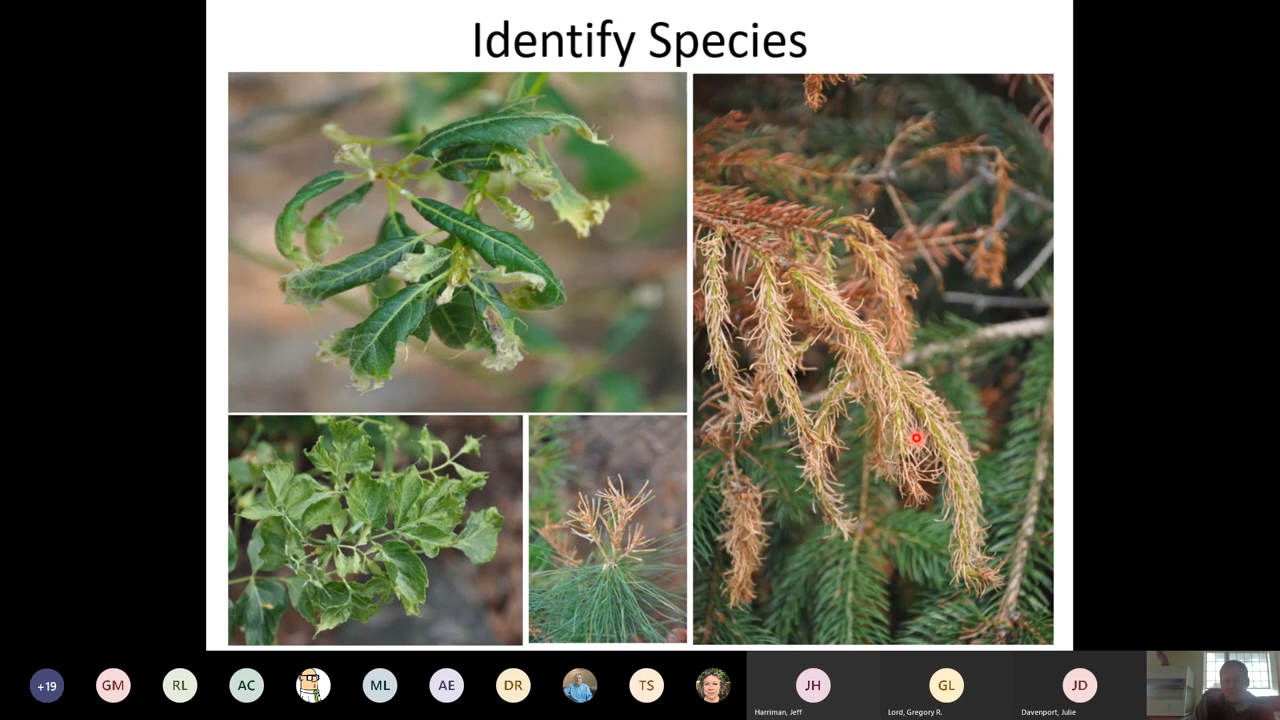 Identify Species
+19
GM
RL
AC
ML
AE
DR
TS
JH
GL
JD
Harriman, Jeff
Lord, Gregory R.
Davenport, Julie